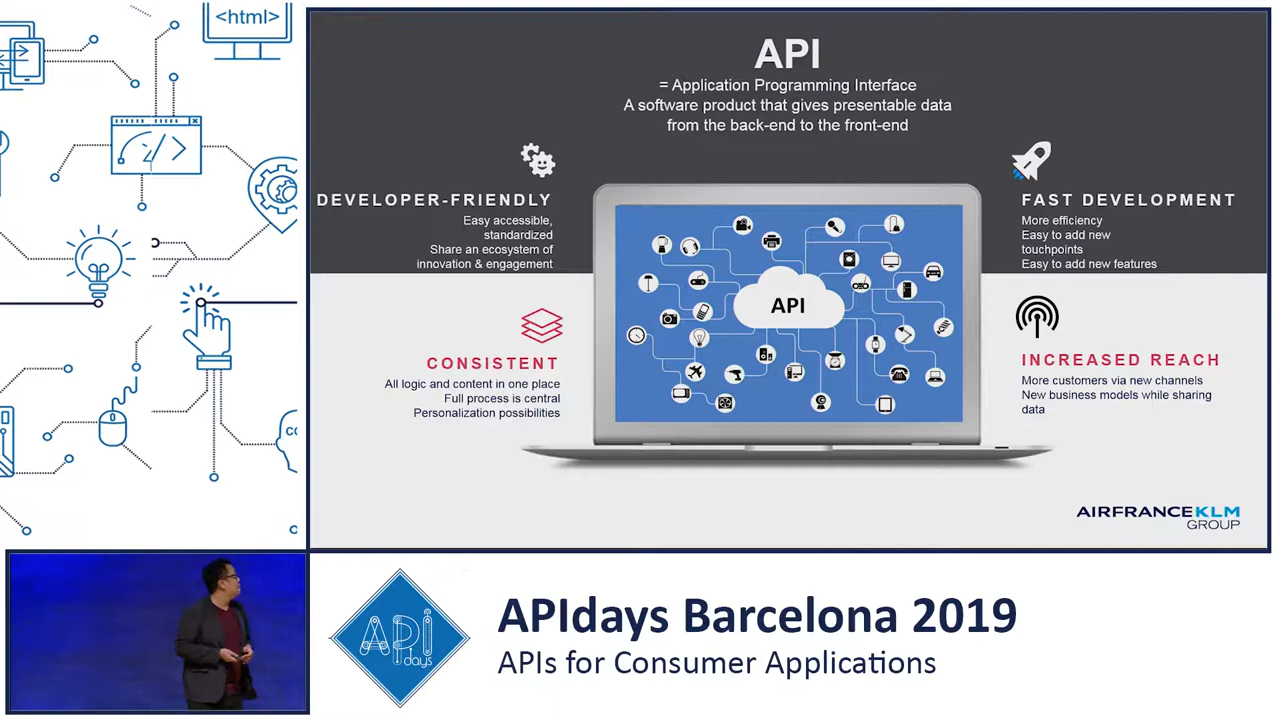 <html>
API
= Application Programming Interface
A software product that gives presentable data
from the back-end to the front-end
DEVELOPER-FRIENDLY
Easy accessible,
standardized
Share an ecosystem of
innovation & engagement
FAST DEVELOPMENT
More efficiency
Easy to add new
touchpoints
Easy to add new features
API
CONSISTENT
All logic and content in one place
Full process is central
Personalization possibilities
INCREASED REACH
More customers via new channels
New business models while sharing
data
AIRFRANCEKLM
GROUP
</>
CO
API
days
APIdays Barcelona 2019
APIs for Consumer Applications